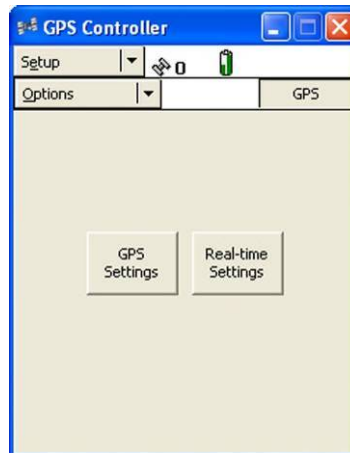 GPS Controller
Setup
0
Options
GPS
GPS
Settings
Real-time
Settings